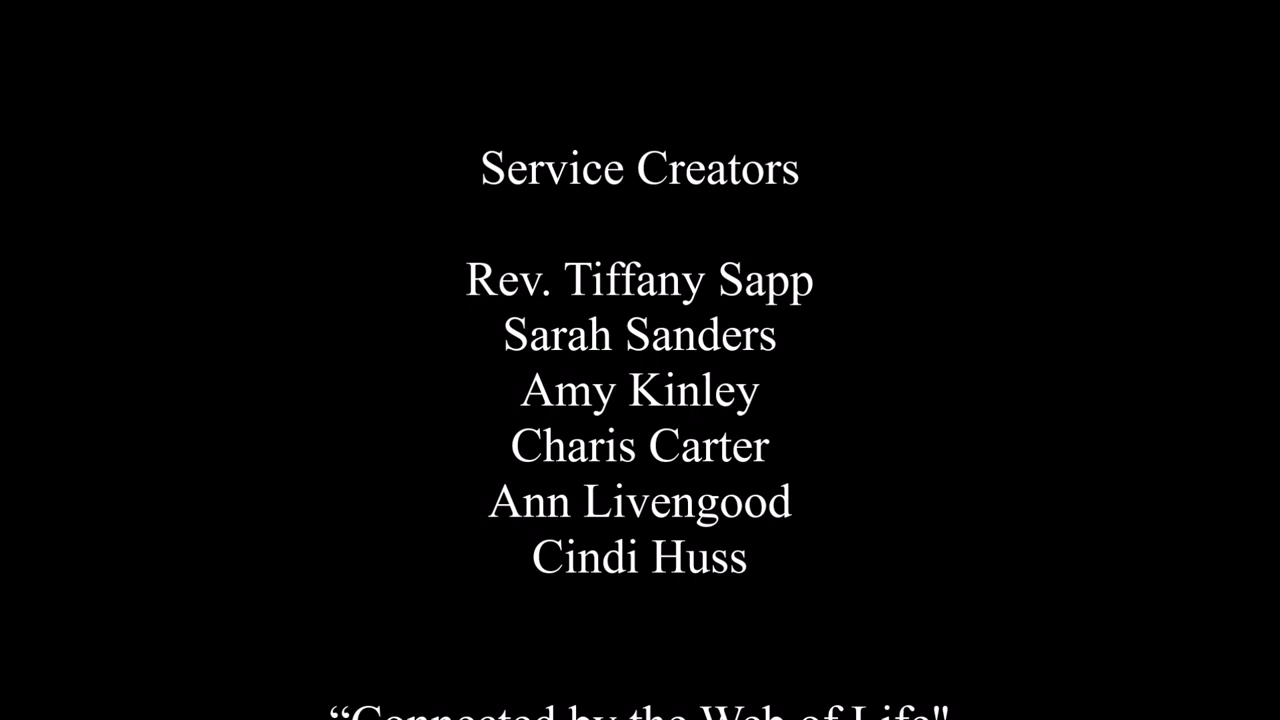 Service Creators
Rev. Tiffany Sapp
Sarah Sanders
Amy Kinley
Charis Carter
Ann Livengood
Cindi Huss
“Connected by the Web of Life"